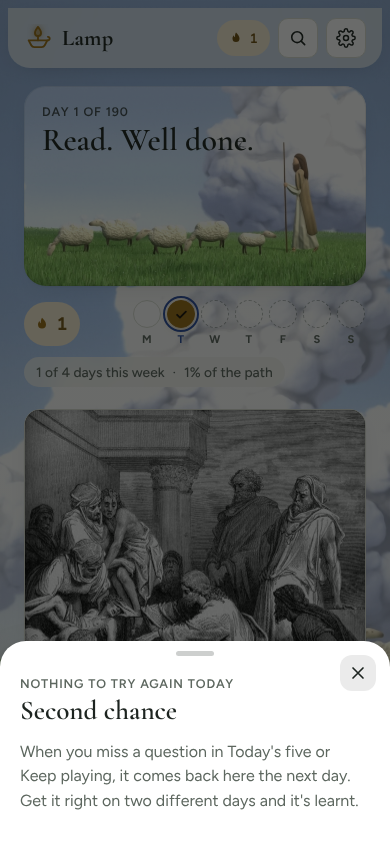 Lamp
1
DAY 1 OF 190
Read. Well done.
1
M T W T F S S
1 of 4 days this week · 1% of the path
NOTHING TO TRY AGAIN TODAY
Second chance
When you miss a question in Today's five or
Keep playing, it comes back here the next day.
Get it right on two different days and it's learnt.